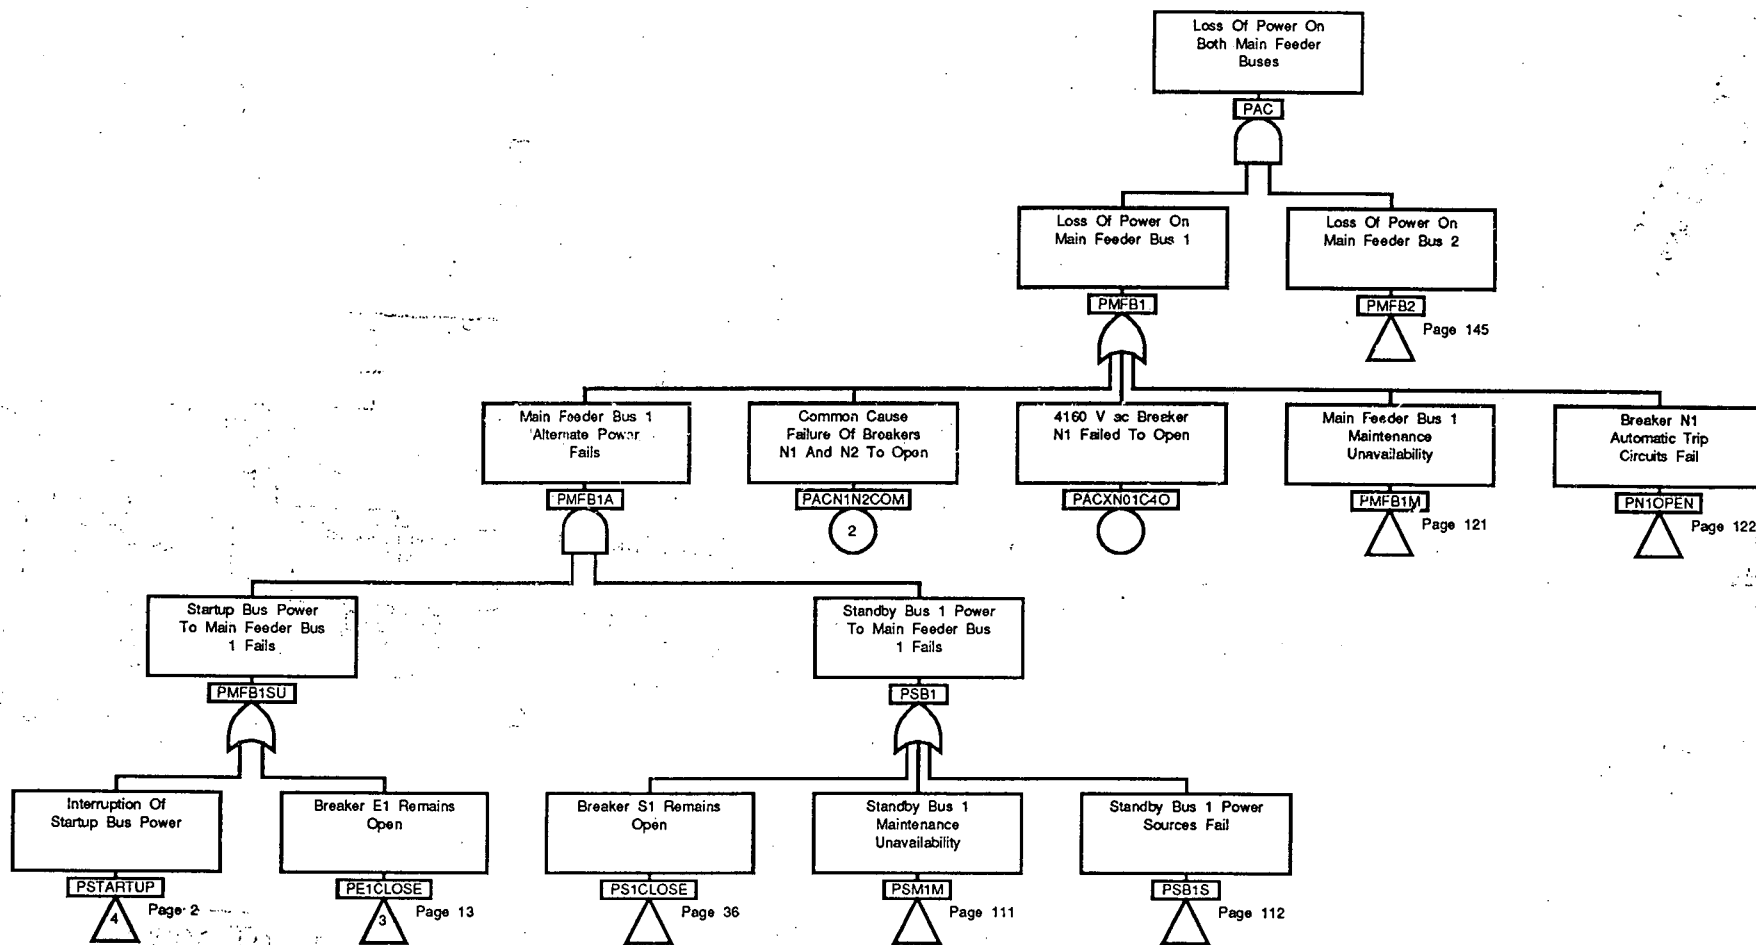 Loss Of Power On
Both Main Feeder
Buses
PAC
Loss Of Power On
Main Feeder Bus 1
PMFB1
Loss Of Power On
Main Feeder Bus 2
PMFB2
Page 145
Main Feeder Bus 1
Alternate Power
Fails
PMFB1A
Common Cause
Failure Of Breakers
N1 And N2 To Open
PACN1N2COM
2
4160 V ac Breaker
N1 Failed To Open
PACXN01C4O
Main Feeder Bus 1
Maintenance
Unavailability
PMFB1M
Page 121
Breaker N1
Automatic Trip
Circuits Fail
PN1OPEN
Page 122
Startup Bus Power
To Main Feeder Bus
1 Fails
PMFB1SU
Standby Bus 1 Power
To Main Feeder Bus
1 Fails
PSB1
Interruption Of
Startup Bus Power
PSTARTUP
4
Page 2
Breaker E1 Remains
Open
PE1CLOSE
3
Page 13
Breaker S1 Remains
Open
PS1CLOSE
Page 36
Standby Bus 1
Maintenance
Unavailability
PSM1M
Page 111
Standby Bus 1 Power
Sources Fail
PSB1S
Page 112